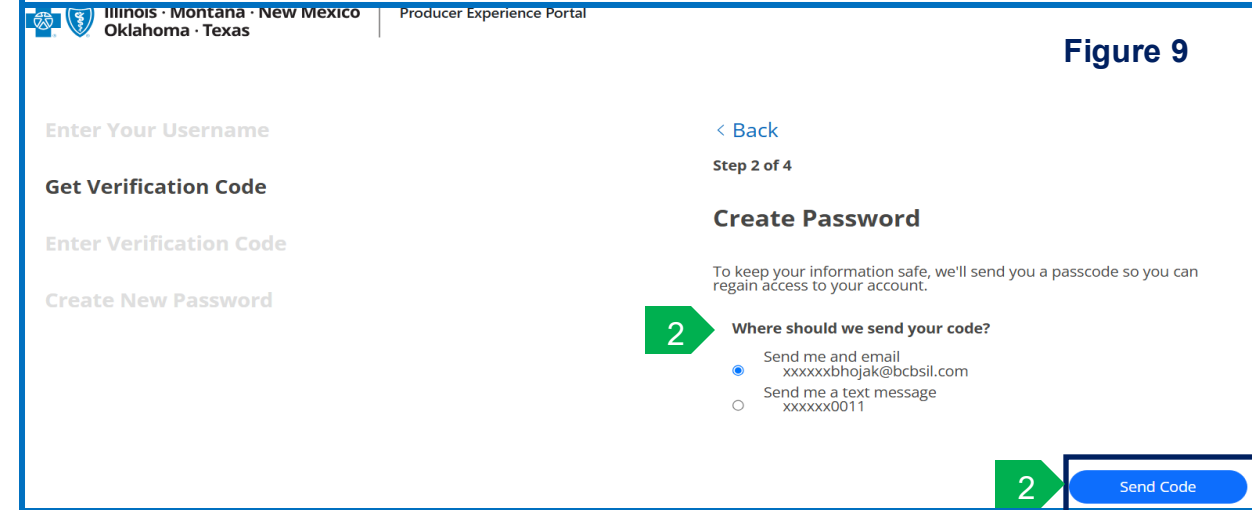 Illinois · Montana · New Mexico
Oklahoma · Texas
Producer Experience Portal
Figure 9
Enter Your Username
Get Verification Code
Enter Verification Code
Create New Password
< Back
Step 2 of 4
Create Password
To keep your information safe, we'll send you a passcode so you can
regain access to your account.
2
Where should we send your code?
Send me and email
xxxxxxbhojak@bcbsil.com
Send me a text message
xxxxxx0011
2
Send Code